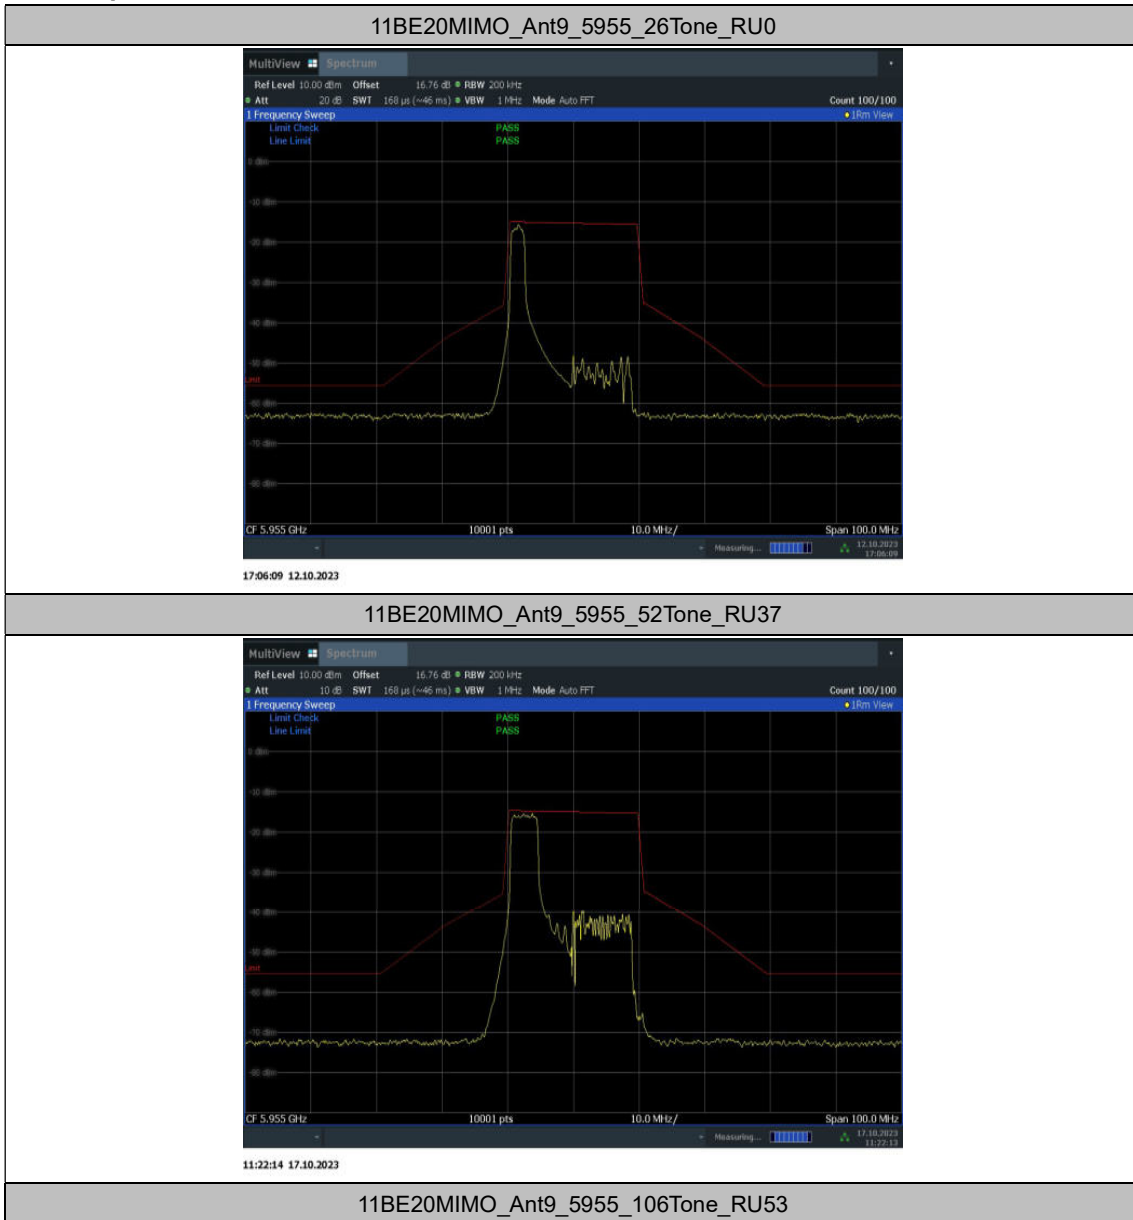 11BE20MIMO_Ant9_5955_26Tone_RU0
MultiView Spectrum
Ref Level 10.00 dBm Offset 16.76 dB RBW 200 kHz
Att 20 dB SWT 168 µs (~46 ms) VBW 1 MHz Mode Auto FFT Count 100/100
1 Frequency Sweep 1Rm View
Limit Check PASS
Line Limit PASS
0 dBm
-10 dBm
-20 dBm
-30 dBm
-40 dBm
-50 dBm
Limit
-60 dBm
-70 dBm
-80 dBm
CF 5.955 GHz 10001 pts 10.0 MHz/ Span 100.0 MHz
Measuring... 12.10.2023
17:06:09
17:06:09 12.10.2023
11BE20MIMO_Ant9_5955_52Tone_RU37
MultiView Spectrum
Ref Level 10.00 dBm Offset 16.76 dB RBW 200 kHz
Att 10 dB SWT 168 µs (~46 ms) VBW 1 MHz Mode Auto FFT Count 100/100
1 Frequency Sweep 1Rm View
Limit Check PASS
Line Limit PASS
0 dBm
-10 dBm
-20 dBm
-30 dBm
-40 dBm
-50 dBm
Limit
-60 dBm
-70 dBm
-80 dBm
CF 5.955 GHz 10001 pts 10.0 MHz/ Span 100.0 MHz
Measuring... 17.10.2023
11:22:13
11:22:14 17.10.2023
11BE20MIMO_Ant9_5955_106Tone_RU53